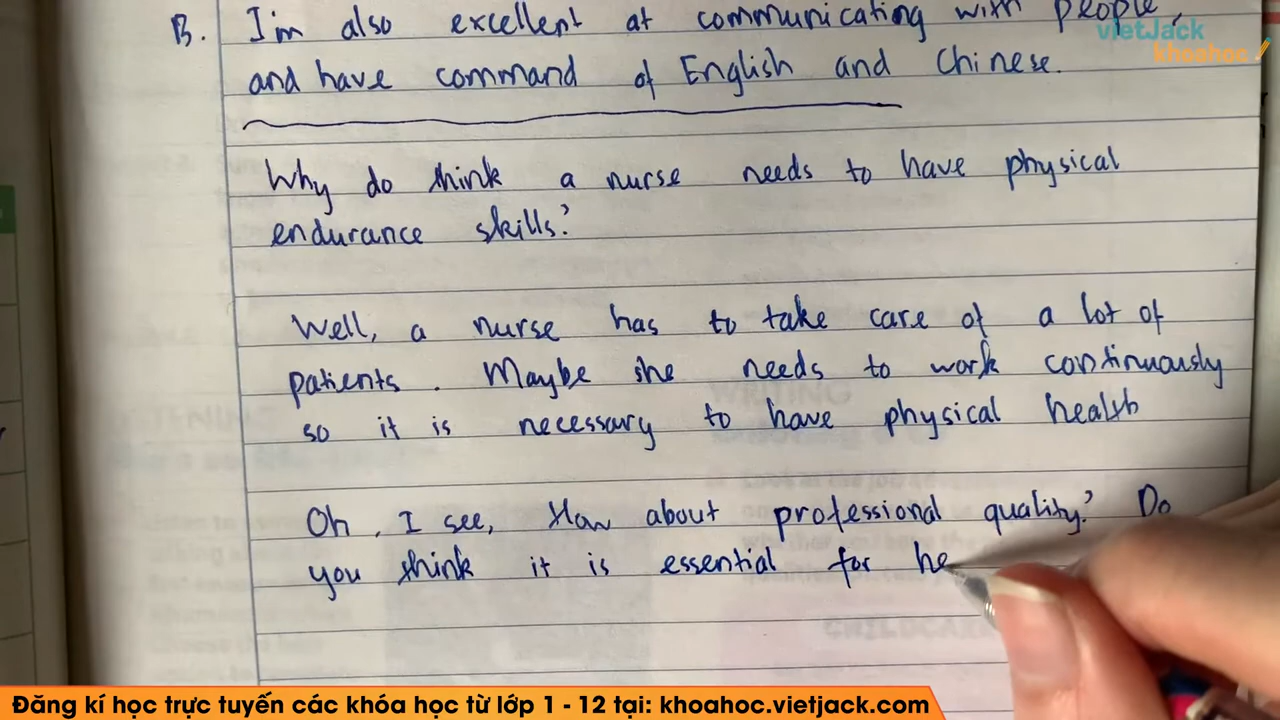 B. I'm also excellent at communicating with people,
and have command of English and Chinese.
Why do think a nurse needs to have physical
endurance skills?
Well, a nurse has to take care of a lot of
patients. Maybe she needs to work continuously
so it is necessary to have physical health
Oh, I see, How about professional quality? Do
you think it is essential for he
vietJack
khoahoc
Đăng kí học trực tuyến các khóa học từ lớp 1 - 12 tại: khoahoc.vietjack.com